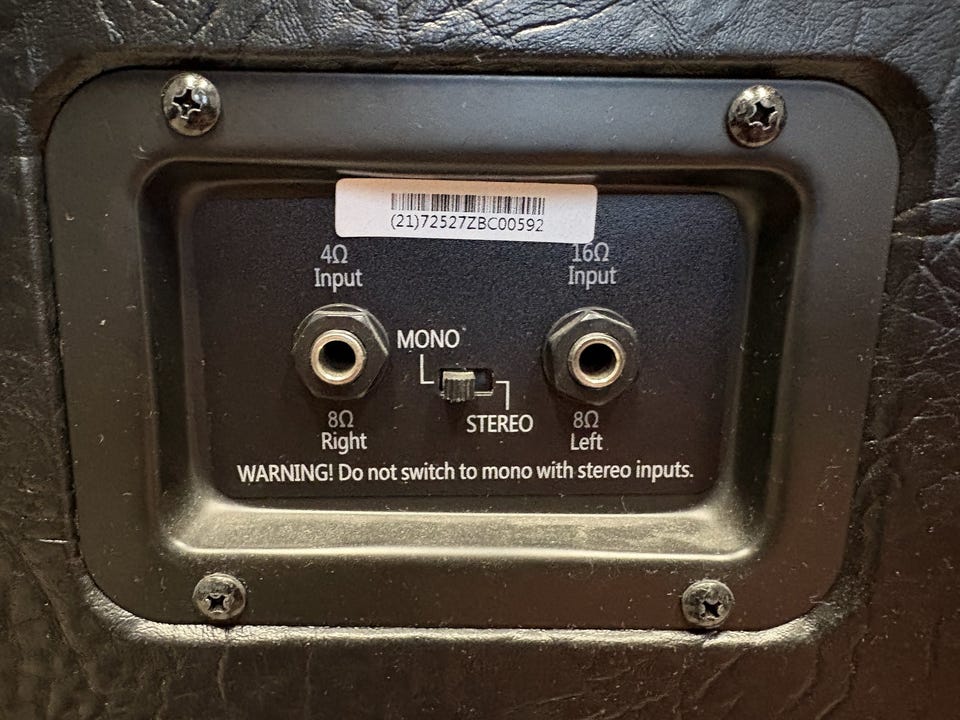 (21)72527ZBC00592
4Ω
Input
16Ω
Input
MONO
STEREO
8Ω
Right
8Ω
Left
WARNING! Do not switch to mono with stereo inputs.